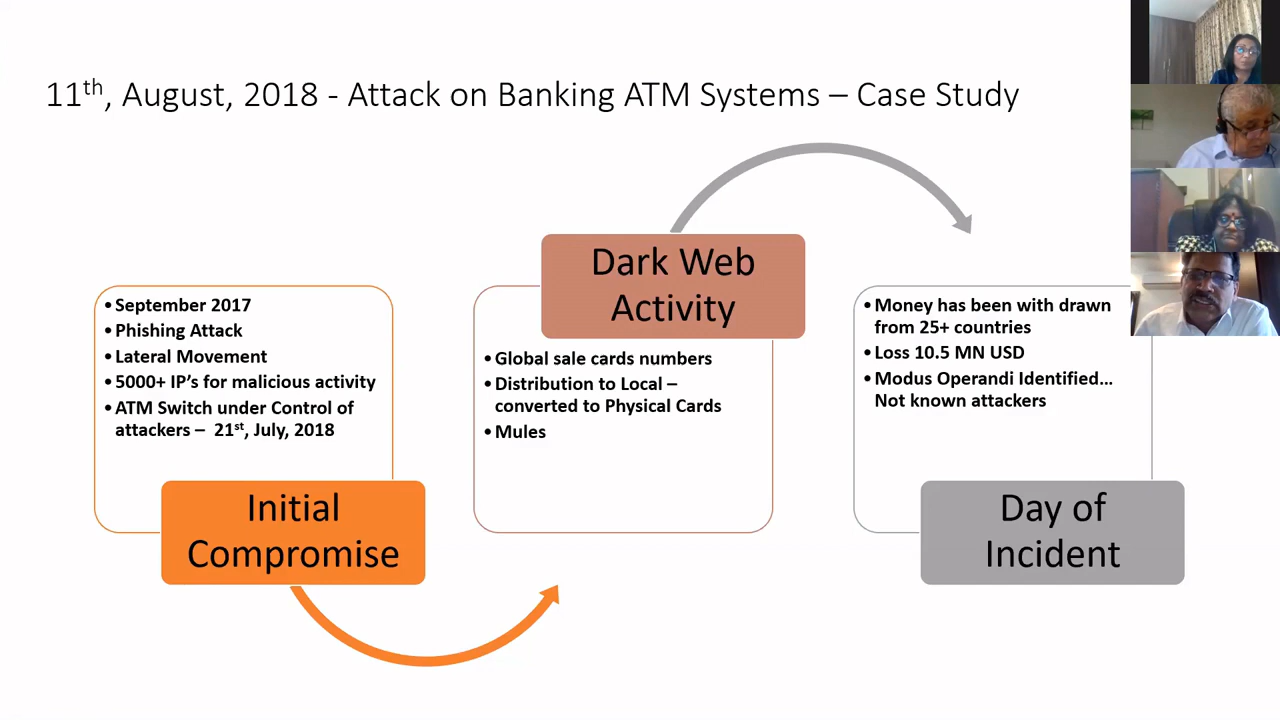 11th, August, 2018 - Attack on Banking ATM Systems – Case Study
• September 2017
• Phishing Attack
• Lateral Movement
• 5000+ IP’s for malicious activity
• ATM Switch under Control of
attackers – 21st, July, 2018
Initial
Compromise
Dark Web
Activity
• Global sale cards numbers
• Distribution to Local –
converted to Physical Cards
• Mules
• Money has been with drawn
from 25+ countries
• Loss 10.5 MN USD
• Modus Operandi Identified…
Not known attackers
Day of
Incident